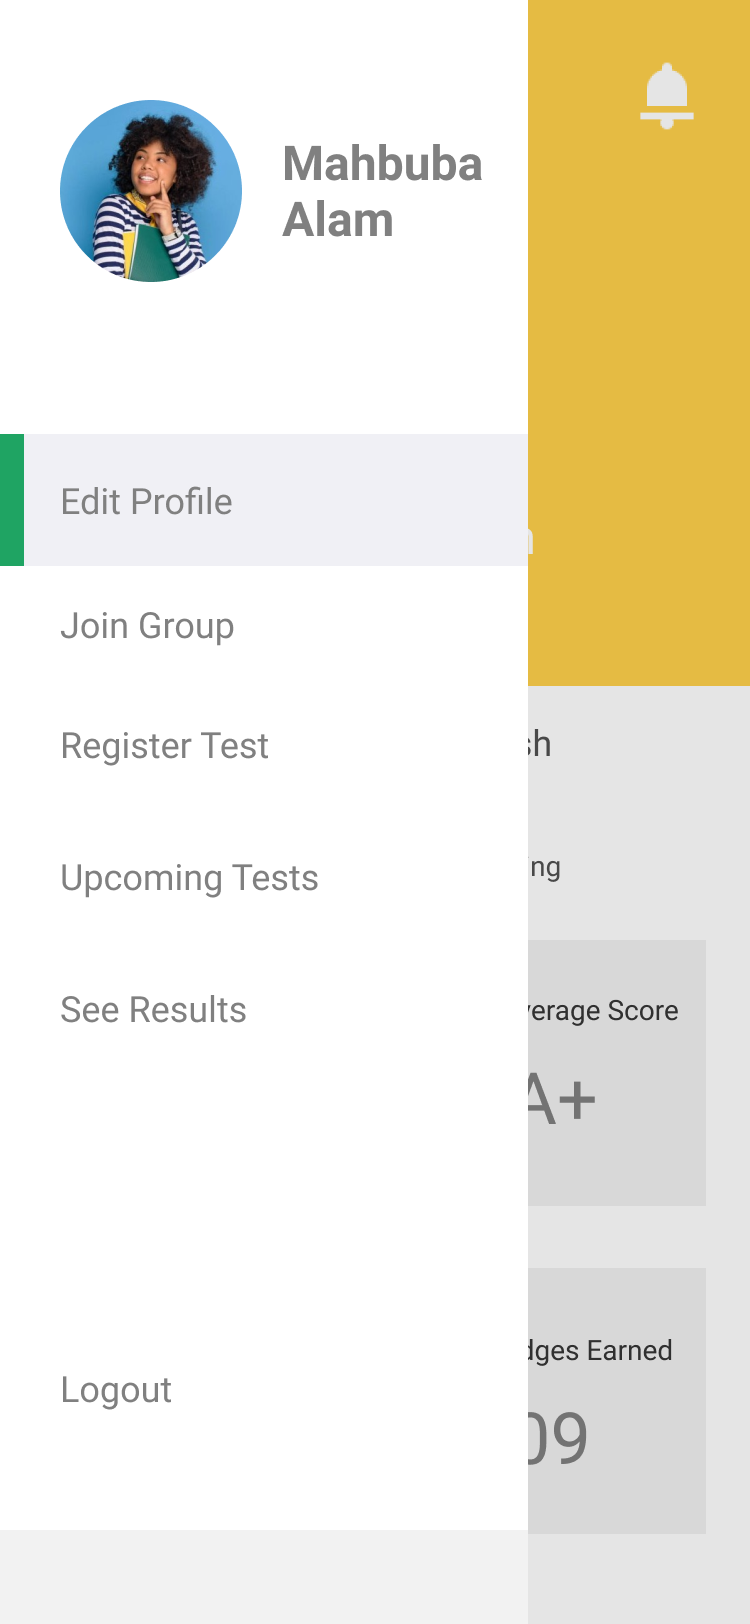 Mahbuba
Alam
Edit Profile
Join Group
Register Test
Upcoming Tests
See Results
Logout
sh
ng
verage Score
A+
dges Earned
09